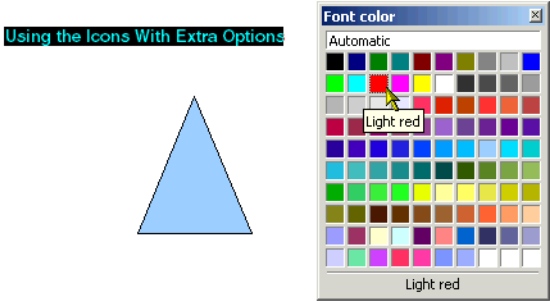 Using the Icons With Extra Options
Font color
Automatic
Light red
Light red